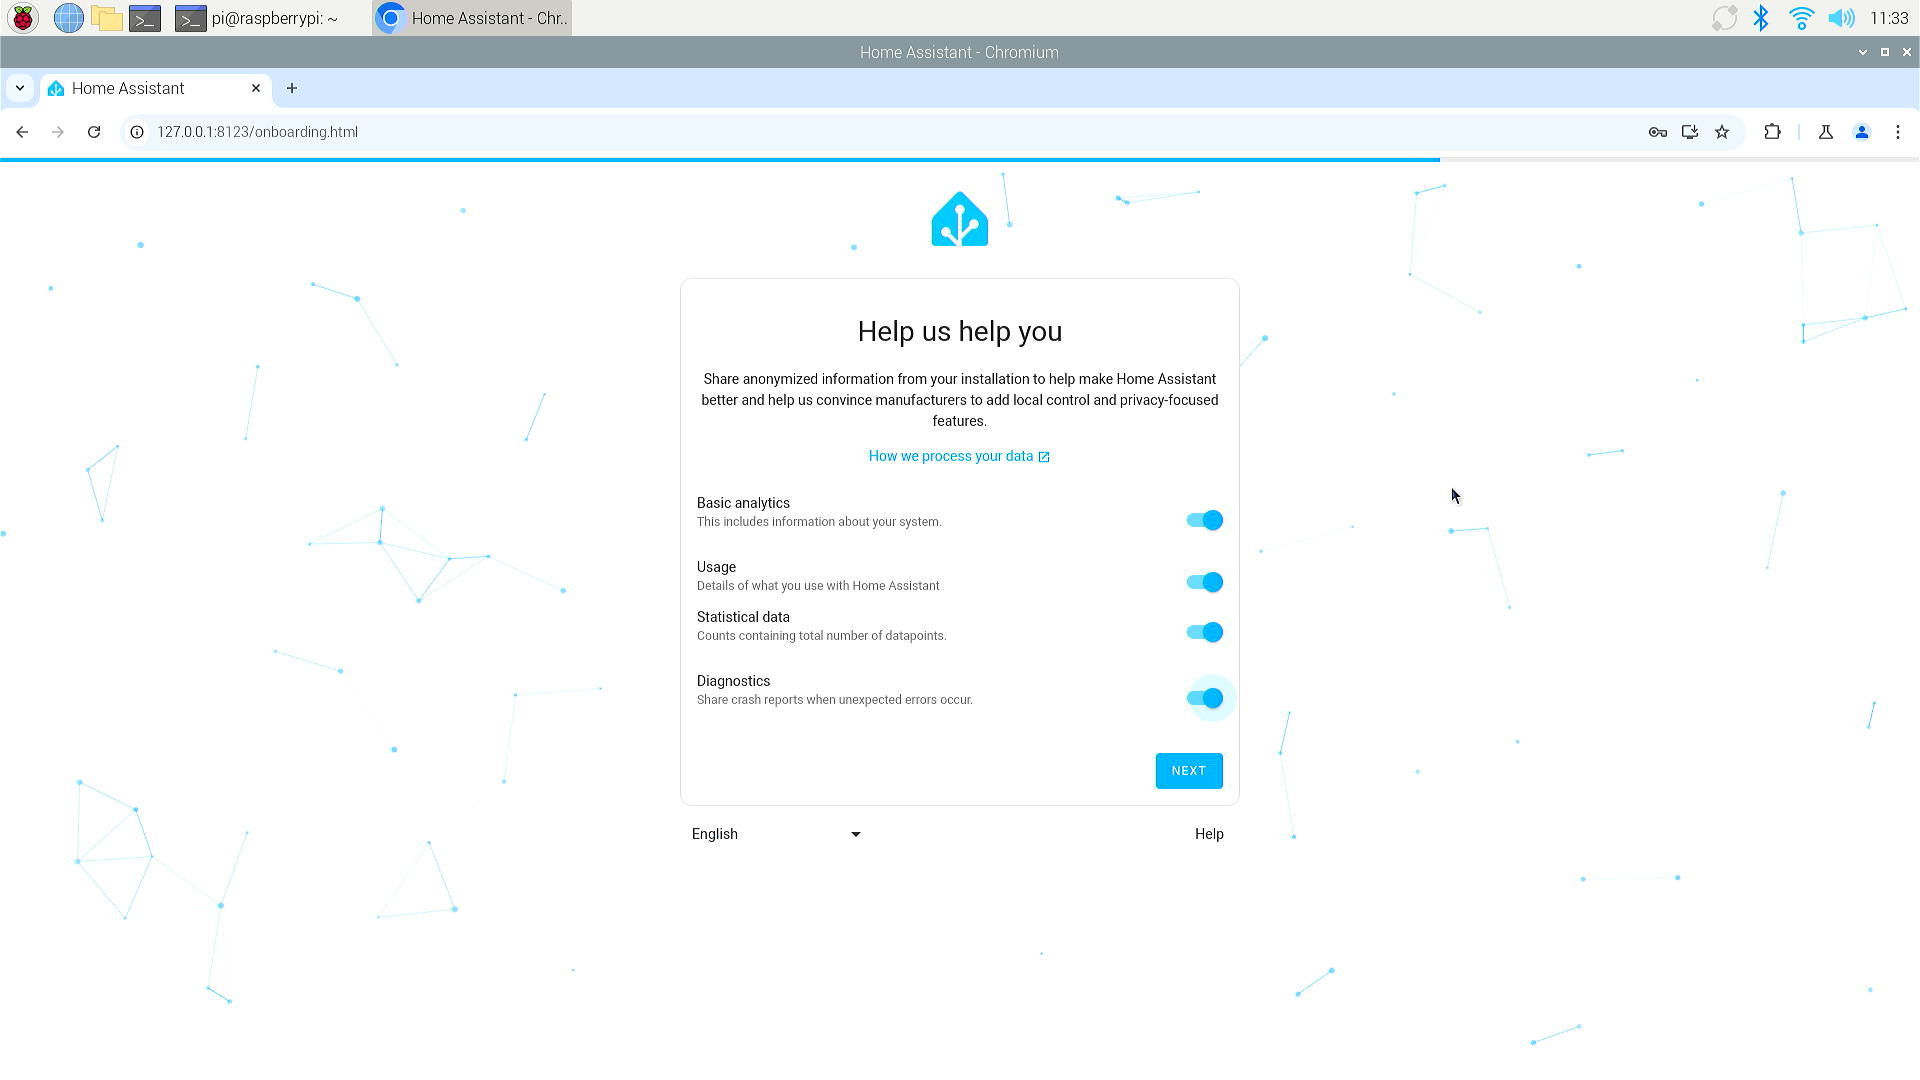 pi@raspberrypi: ~
Home Assistant - Chr..
11:33
Home Assistant - Chromium
Home Assistant
127.0.0.1:8123/onboarding.html
Help us help you
Share anonymized information from your installation to help make Home Assistant
better and help us convince manufacturers to add local control and privacy-focused
features.
How we process your data
Basic analytics
This includes information about your system.
Usage
Details of what you use with Home Assistant
Statistical data
Counts containing total number of datapoints.
Diagnostics
Share crash reports when unexpected errors occur.
NEXT
English
Help